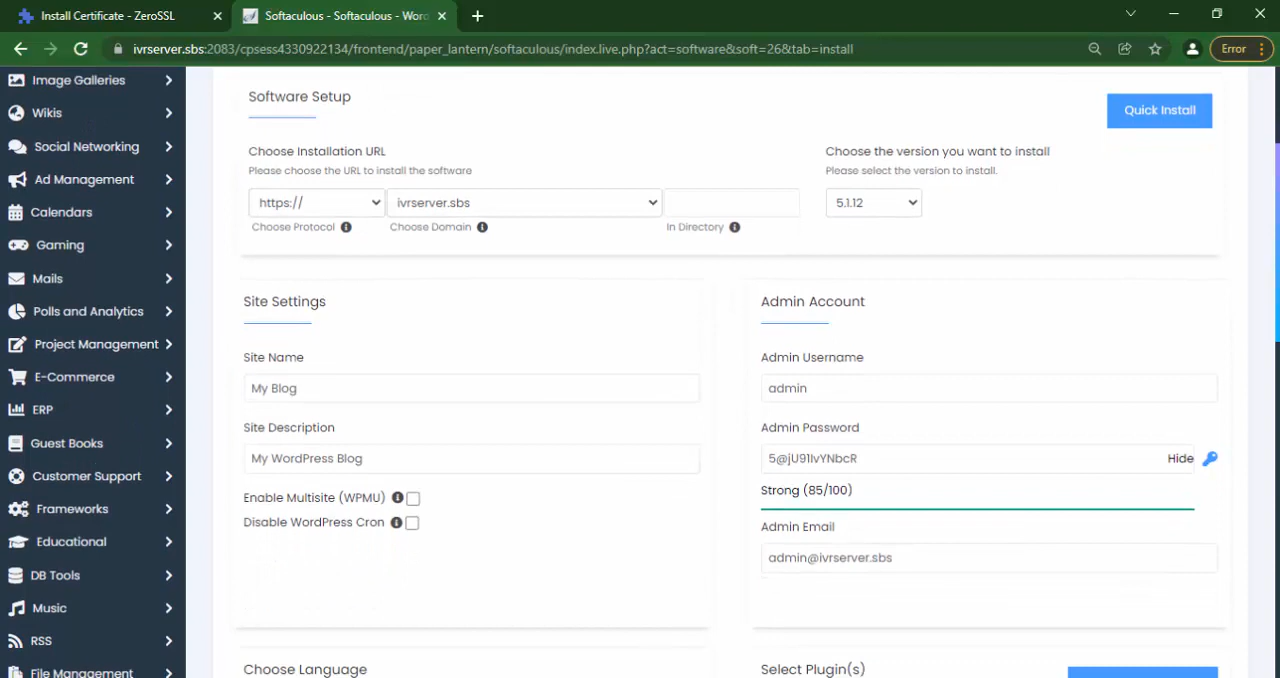 Install Certificate - ZeroSSL
Softaculous - Softaculous - Wor
ivrserver.sbs:2083/cpsess4330922134/frontend/paper_lantern/softaculous/index.live.php?act=software&soft=26&tab=install
Error
Image Galleries
Wikis
Social Networking
Ad Management
Calendars
Gaming
Mails
Polls and Analytics
Project Management
E-Commerce
ERP
Guest Books
Customer Support
Frameworks
Educational
DB Tools
Music
RSS
File Management
Software Setup
Quick Install
Choose Installation URL
Please choose the URL to install the software
https://
ivrserver.sbs
Choose Protocol
Choose Domain
In Directory
Choose the version you want to install
Please select the version to install.
5.1.12
Site Settings
Site Name
My Blog
Site Description
My WordPress Blog
Enable Multisite (WPMU)
Disable WordPress Cron
Admin Account
Admin Username
admin
Admin Password
5@jU91IvYNbcR
Hide
Strong (85/100)
Admin Email
admin@ivrserver.sbs
Choose Language
Select Plugin(s)